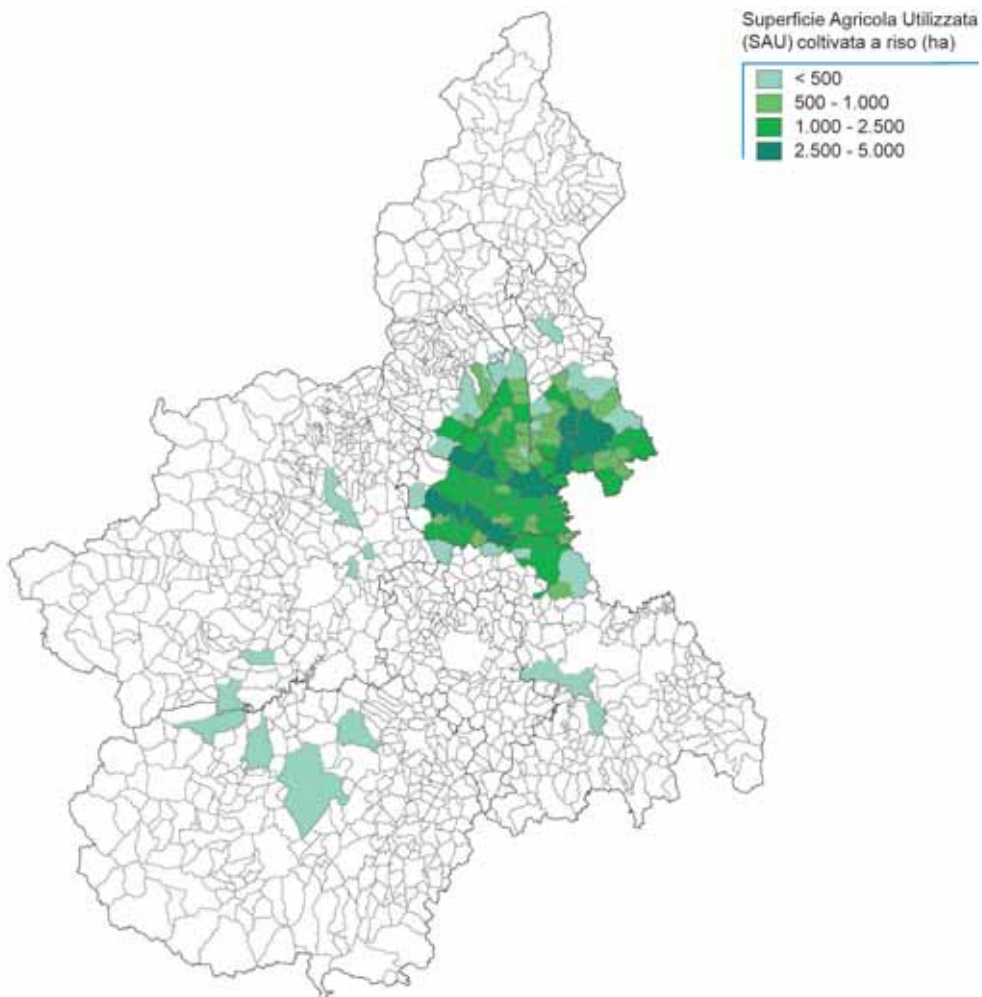 Superficie Agricola Utilizzata
(SAU) coltivata a riso (ha)
< 500
500 - 1.000
1.000 - 2.500
2.500 - 5.000